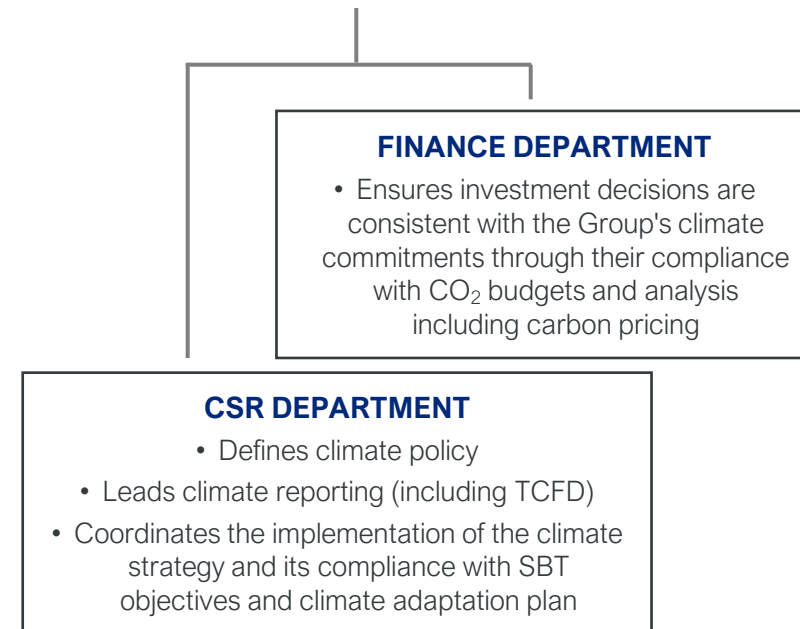 FINANCE DEPARTMENT
• Ensures investment decisions are
consistent with the Group's climate
commitments through their compliance
with CO₂ budgets and analysis
including carbon pricing
CSR DEPARTMENT
• Defines climate policy
• Leads climate reporting (including TCFD)
• Coordinates the implementation of the climate
strategy and its compliance with SBT
objectives and climate adaptation plan